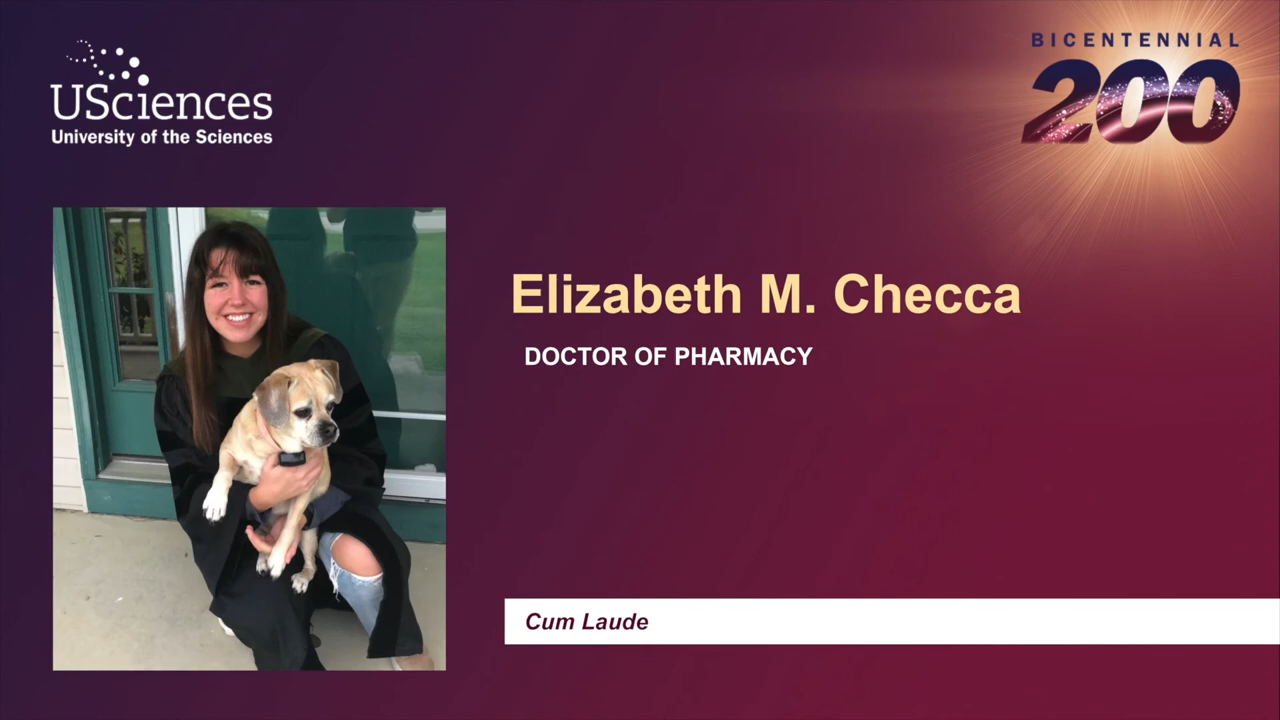 USciences
University of the Sciences
BICENTENNIAL
200
Elizabeth M. Checca
DOCTOR OF PHARMACY
Cum Laude